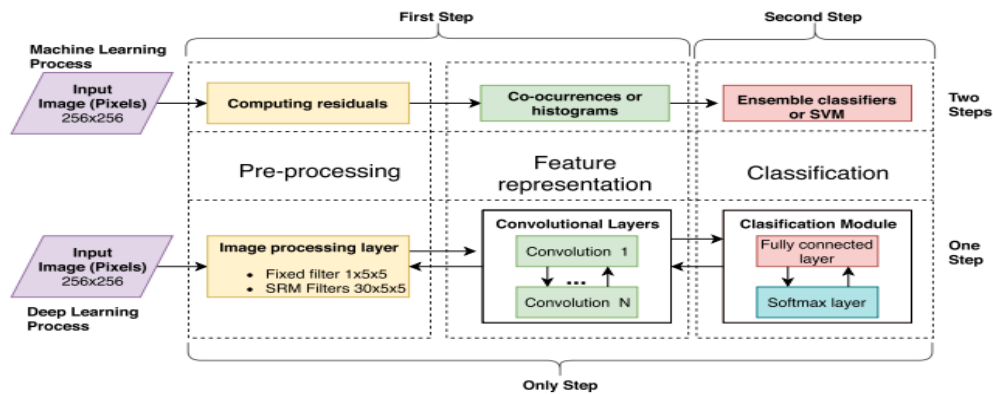 First Step
Second Step
Machine Learning
Process
Input
Image (Pixels)
256x256
Computing residuals
Co-ocurrences or
histograms
Ensemble classifiers
or SVM
Two
Steps
Pre-processing
Feature
representation
Classification
Input
Image (Pixels)
256x256
Deep Learning
Process
Image processing layer
• Fixed filter 1x5x5
• SRM Filters 30x5x5
Convolutional Layers
Convolution 1
...
Convolution N
Clasification Module
Fully connected
layer
Softmax layer
One
Step
Only Step